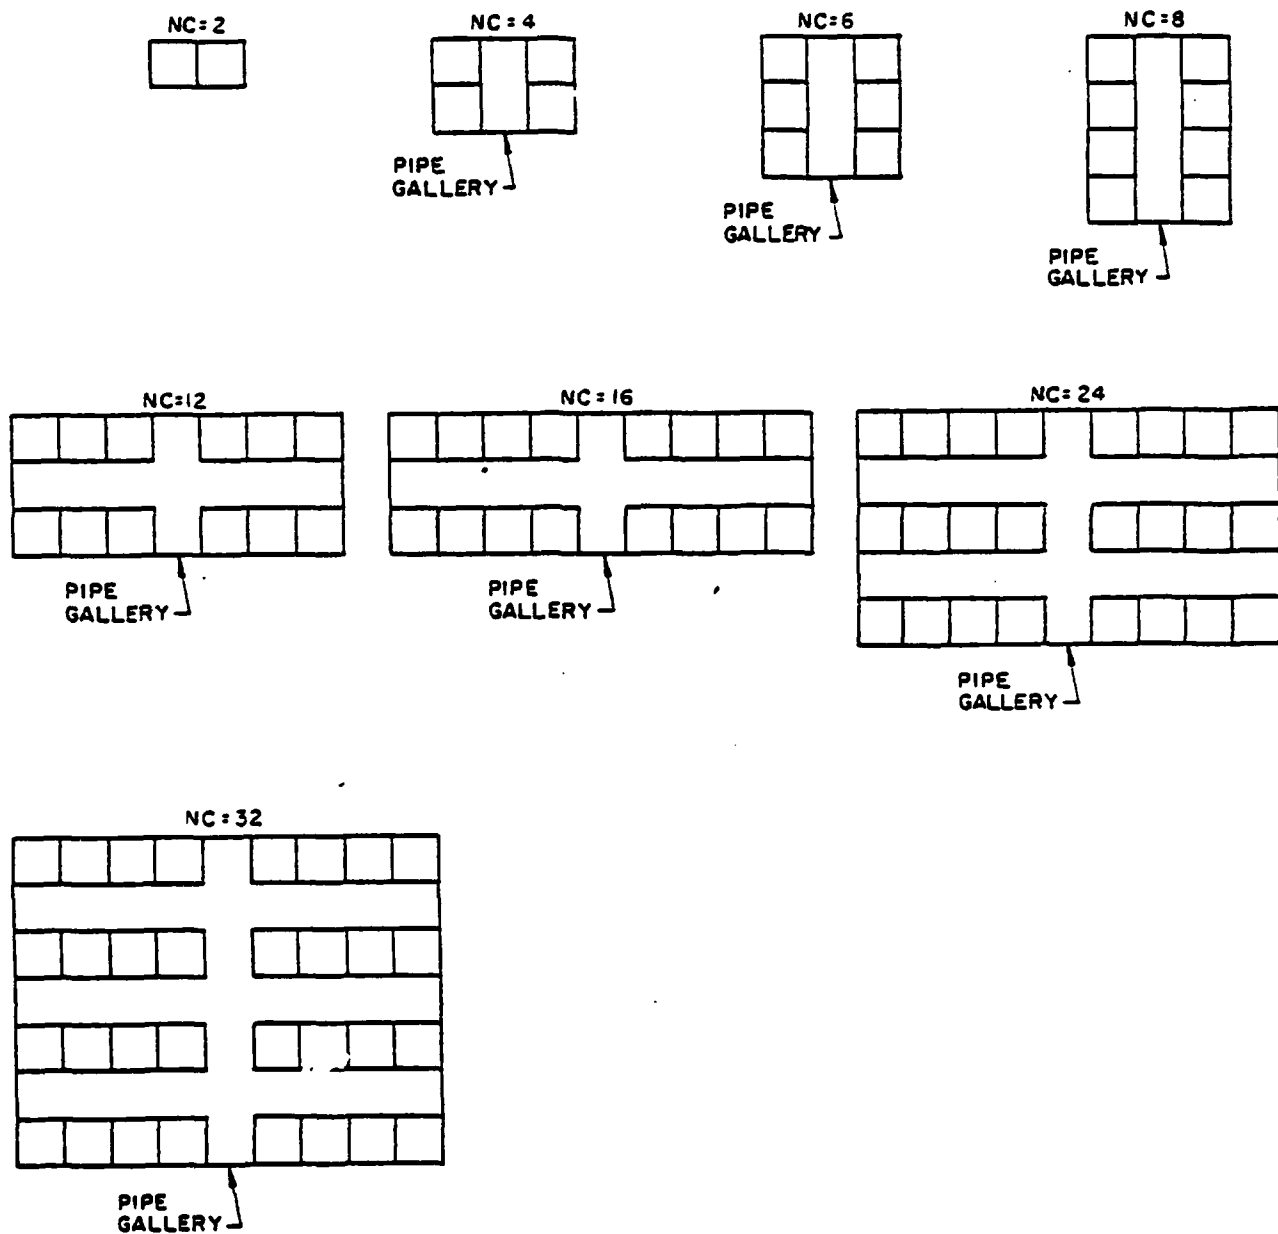 NC=2
NC=4
NC=6
NC=8
PIPE
GALLERY
PIPE
GALLERY
PIPE
GALLERY
NC=12
NC=16
NC=24
PIPE
GALLERY
PIPE
GALLERY
PIPE
GALLERY
NC=32
PIPE
GALLERY